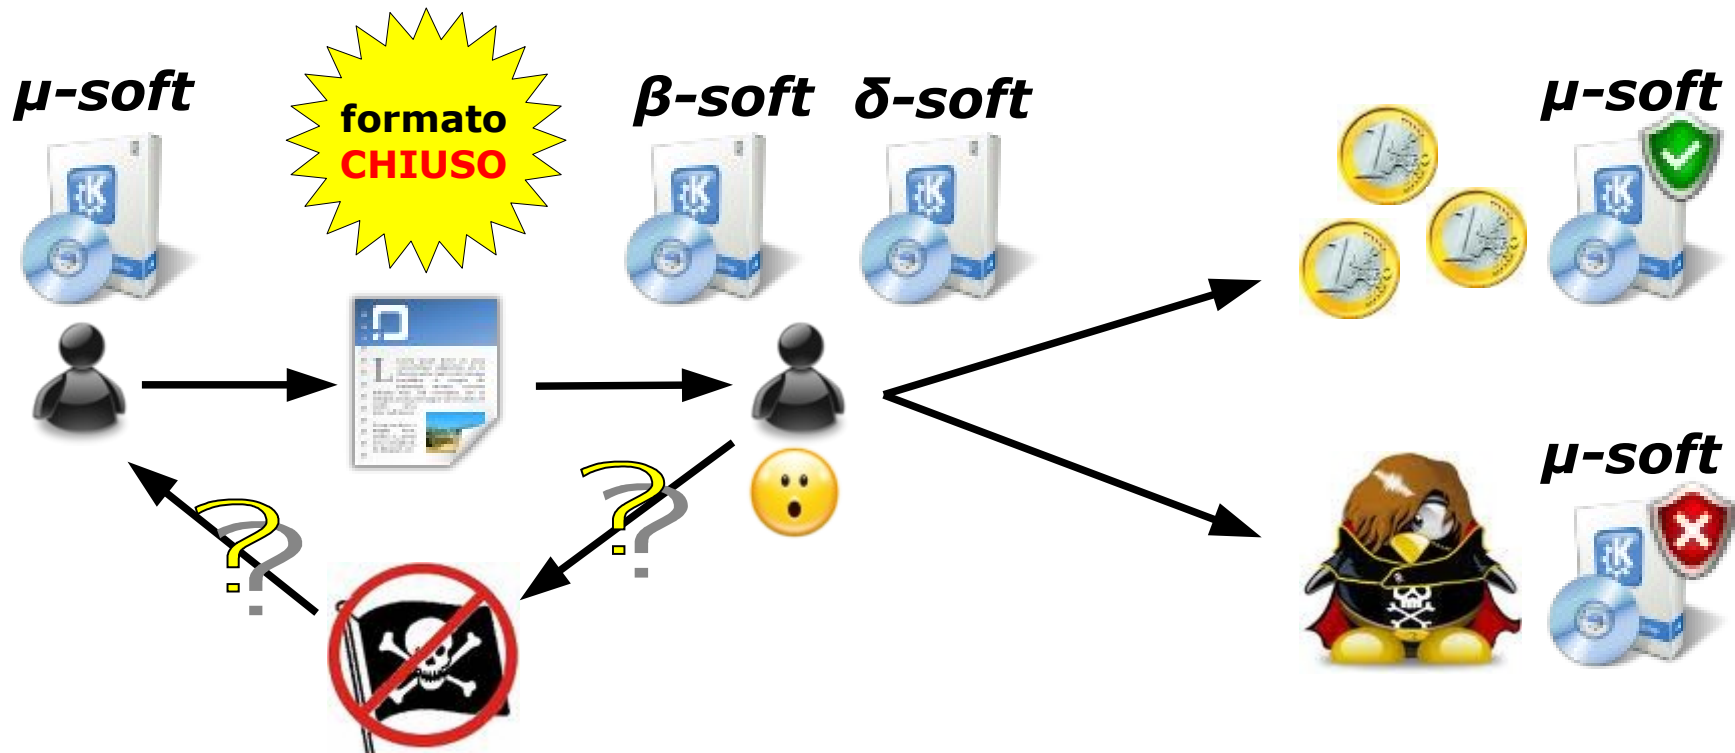 μ-soft
formato
CHIUSO
β-soft
δ-soft
μ-soft
?
?
μ-soft